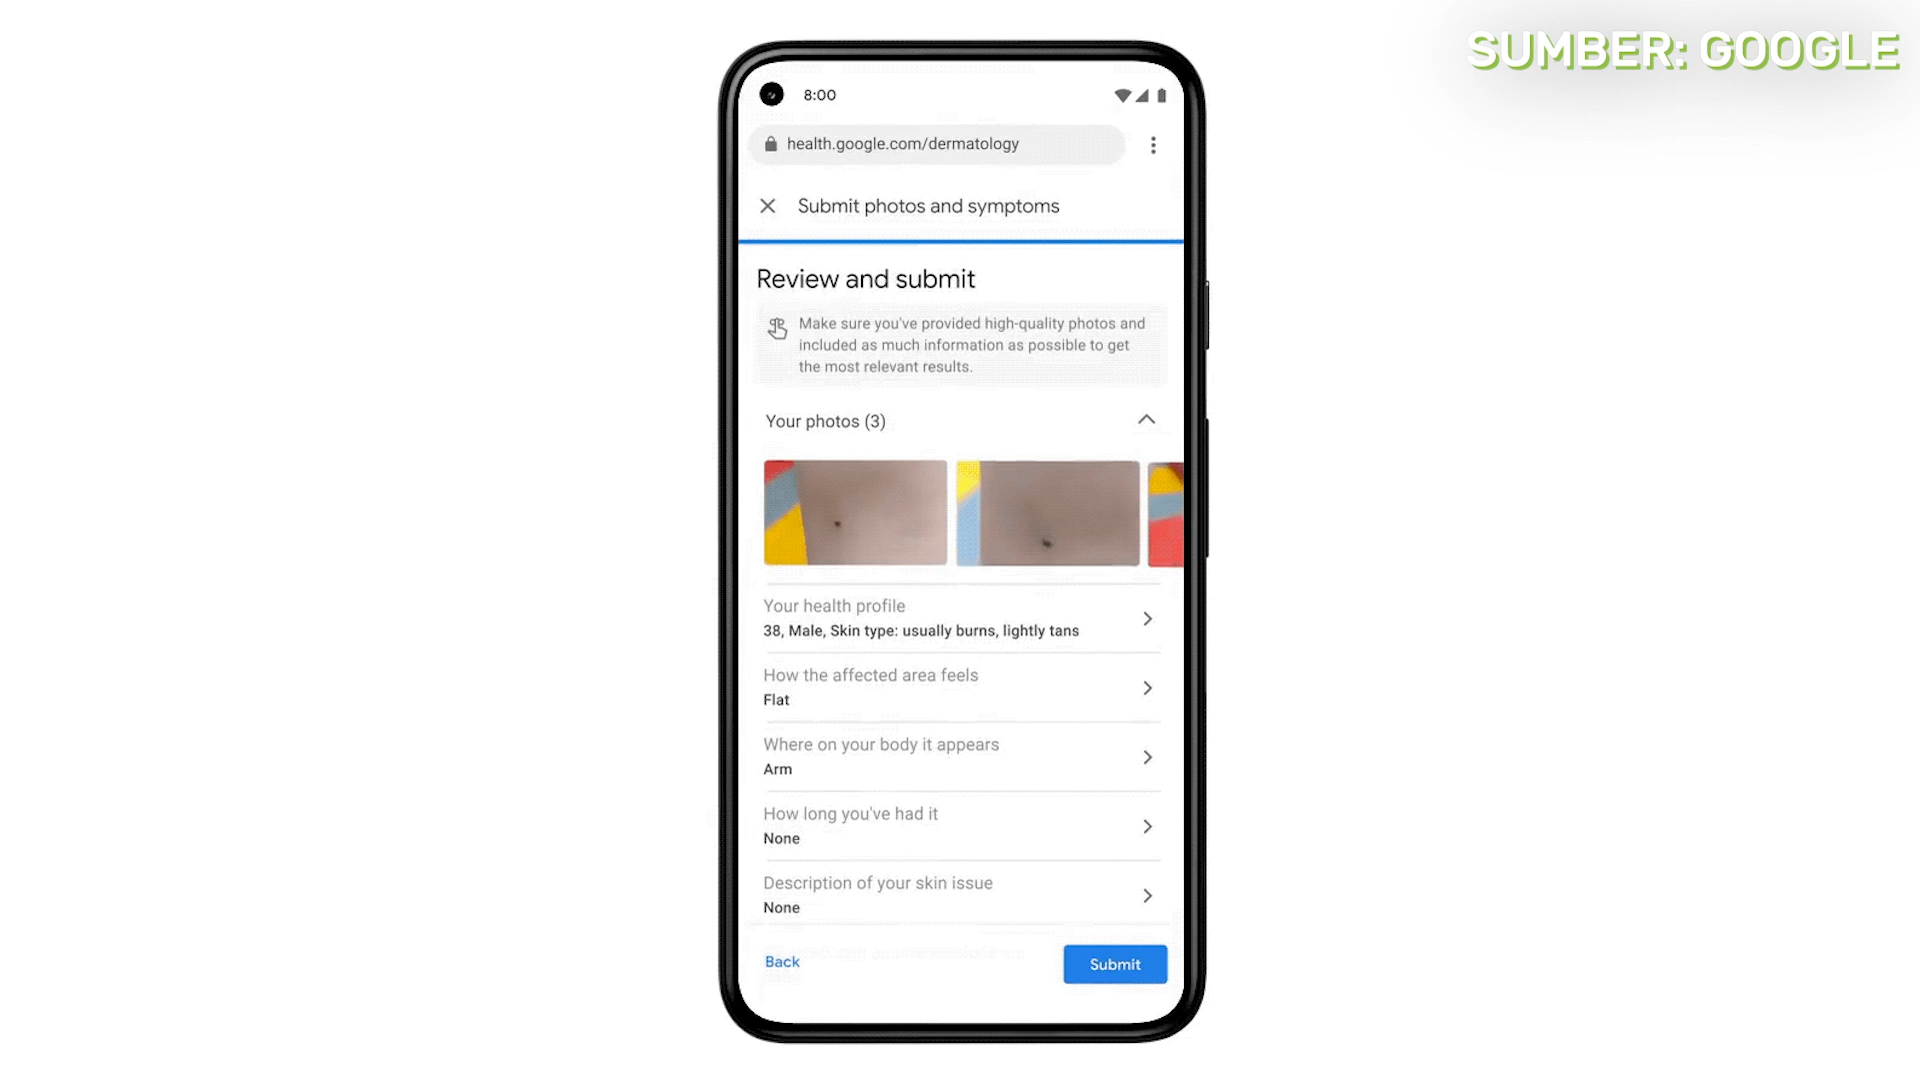 SUMBER: GOOGLE
8:00
health.google.com/dermatology
Submit photos and symptoms
Review and submit
Make sure you've provided high-quality photos and
included as much information as possible to get
the most relevant results.
Your photos (3)
Your health profile
38, Male, Skin type: usually burns, lightly tans
How the affected area feels
Flat
Where on your body it appears
Arm
How long you've had it
None
Description of your skin issue
None
Back
Submit